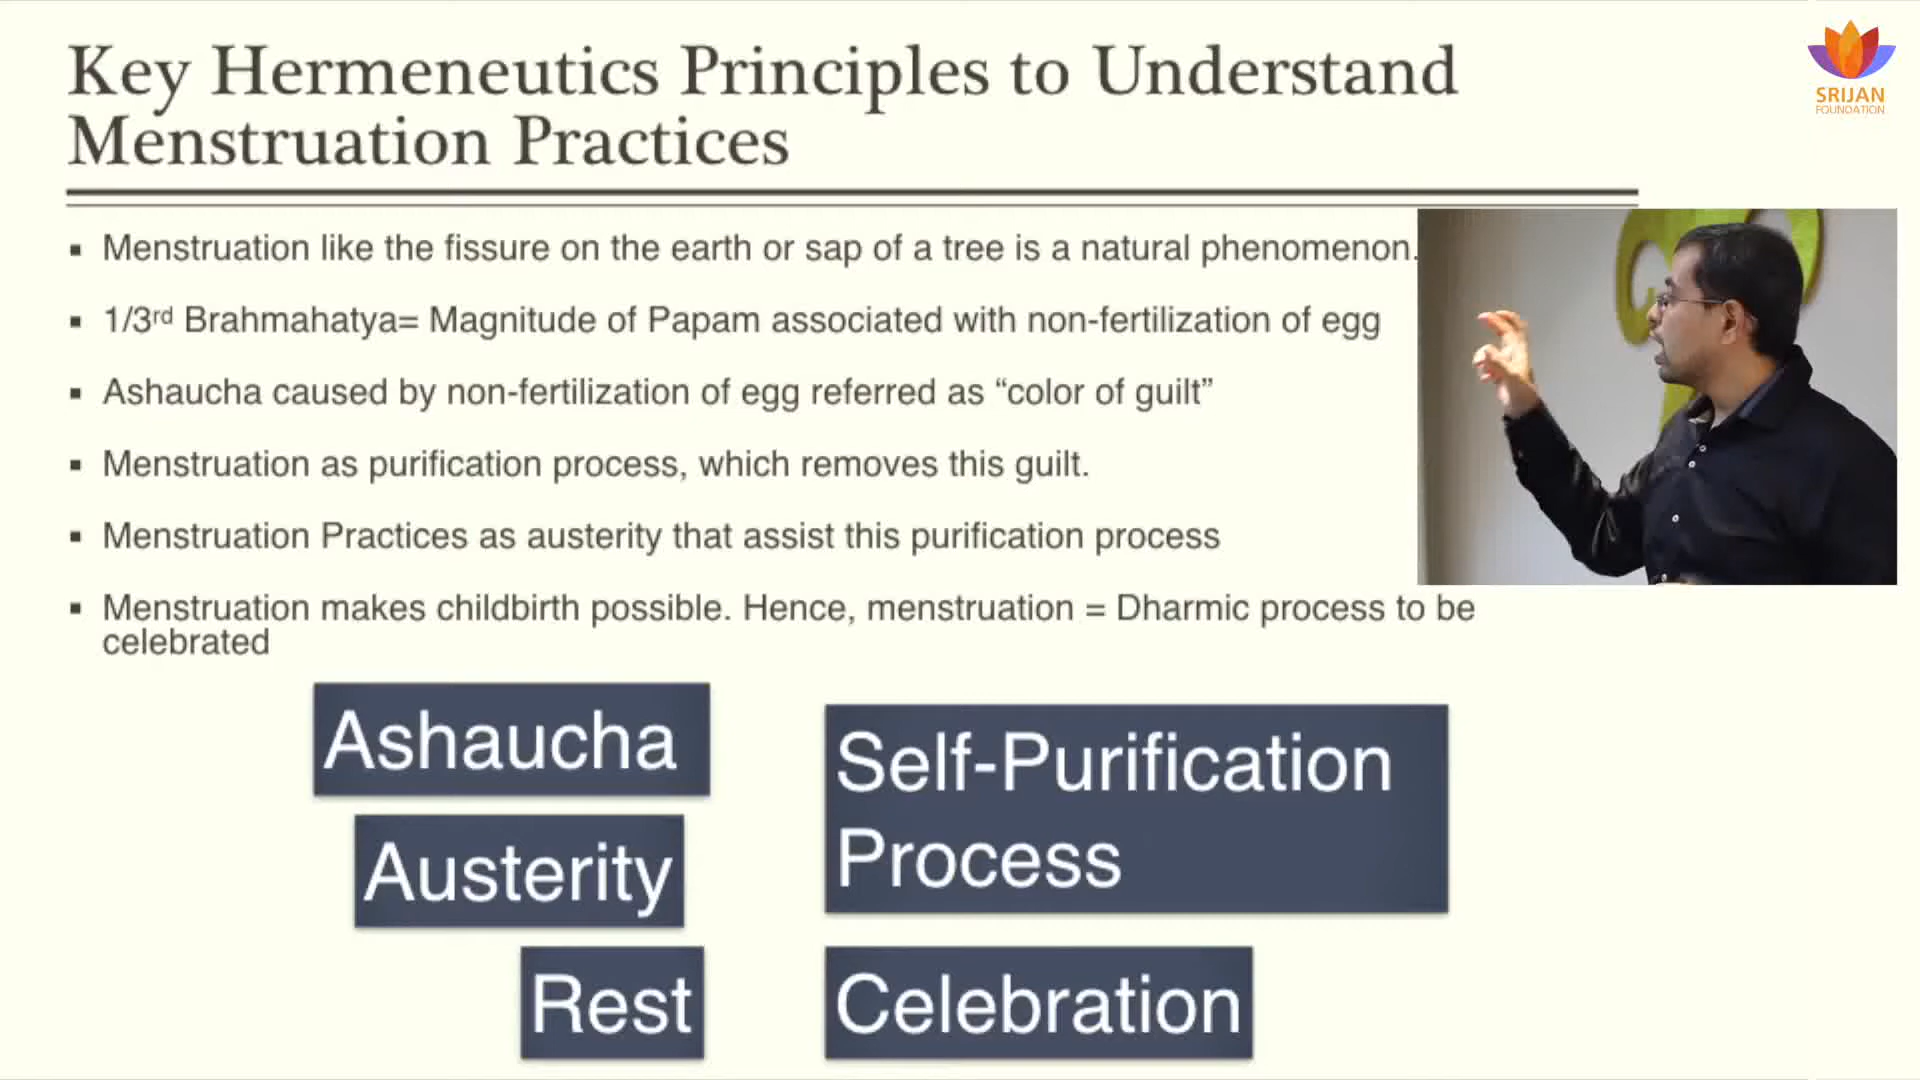 Key Hermeneutics Principles to Understand
Menstruation Practices
SRIJAN
FOUNDATION
▪ Menstruation like the fissure on the earth or sap of a tree is a natural phenomenon.
▪ 1/3rd Brahmahatya= Magnitude of Papam associated with non-fertilization of egg
▪ Ashaucha caused by non-fertilization of egg referred as “color of guilt”
▪ Menstruation as purification process, which removes this guilt.
▪ Menstruation Practices as austerity that assist this purification process
▪ Menstruation makes childbirth possible. Hence, menstruation = Dharmic process to be
celebrated
Ashaucha
Self-Purification
Process
Austerity
Rest
Celebration